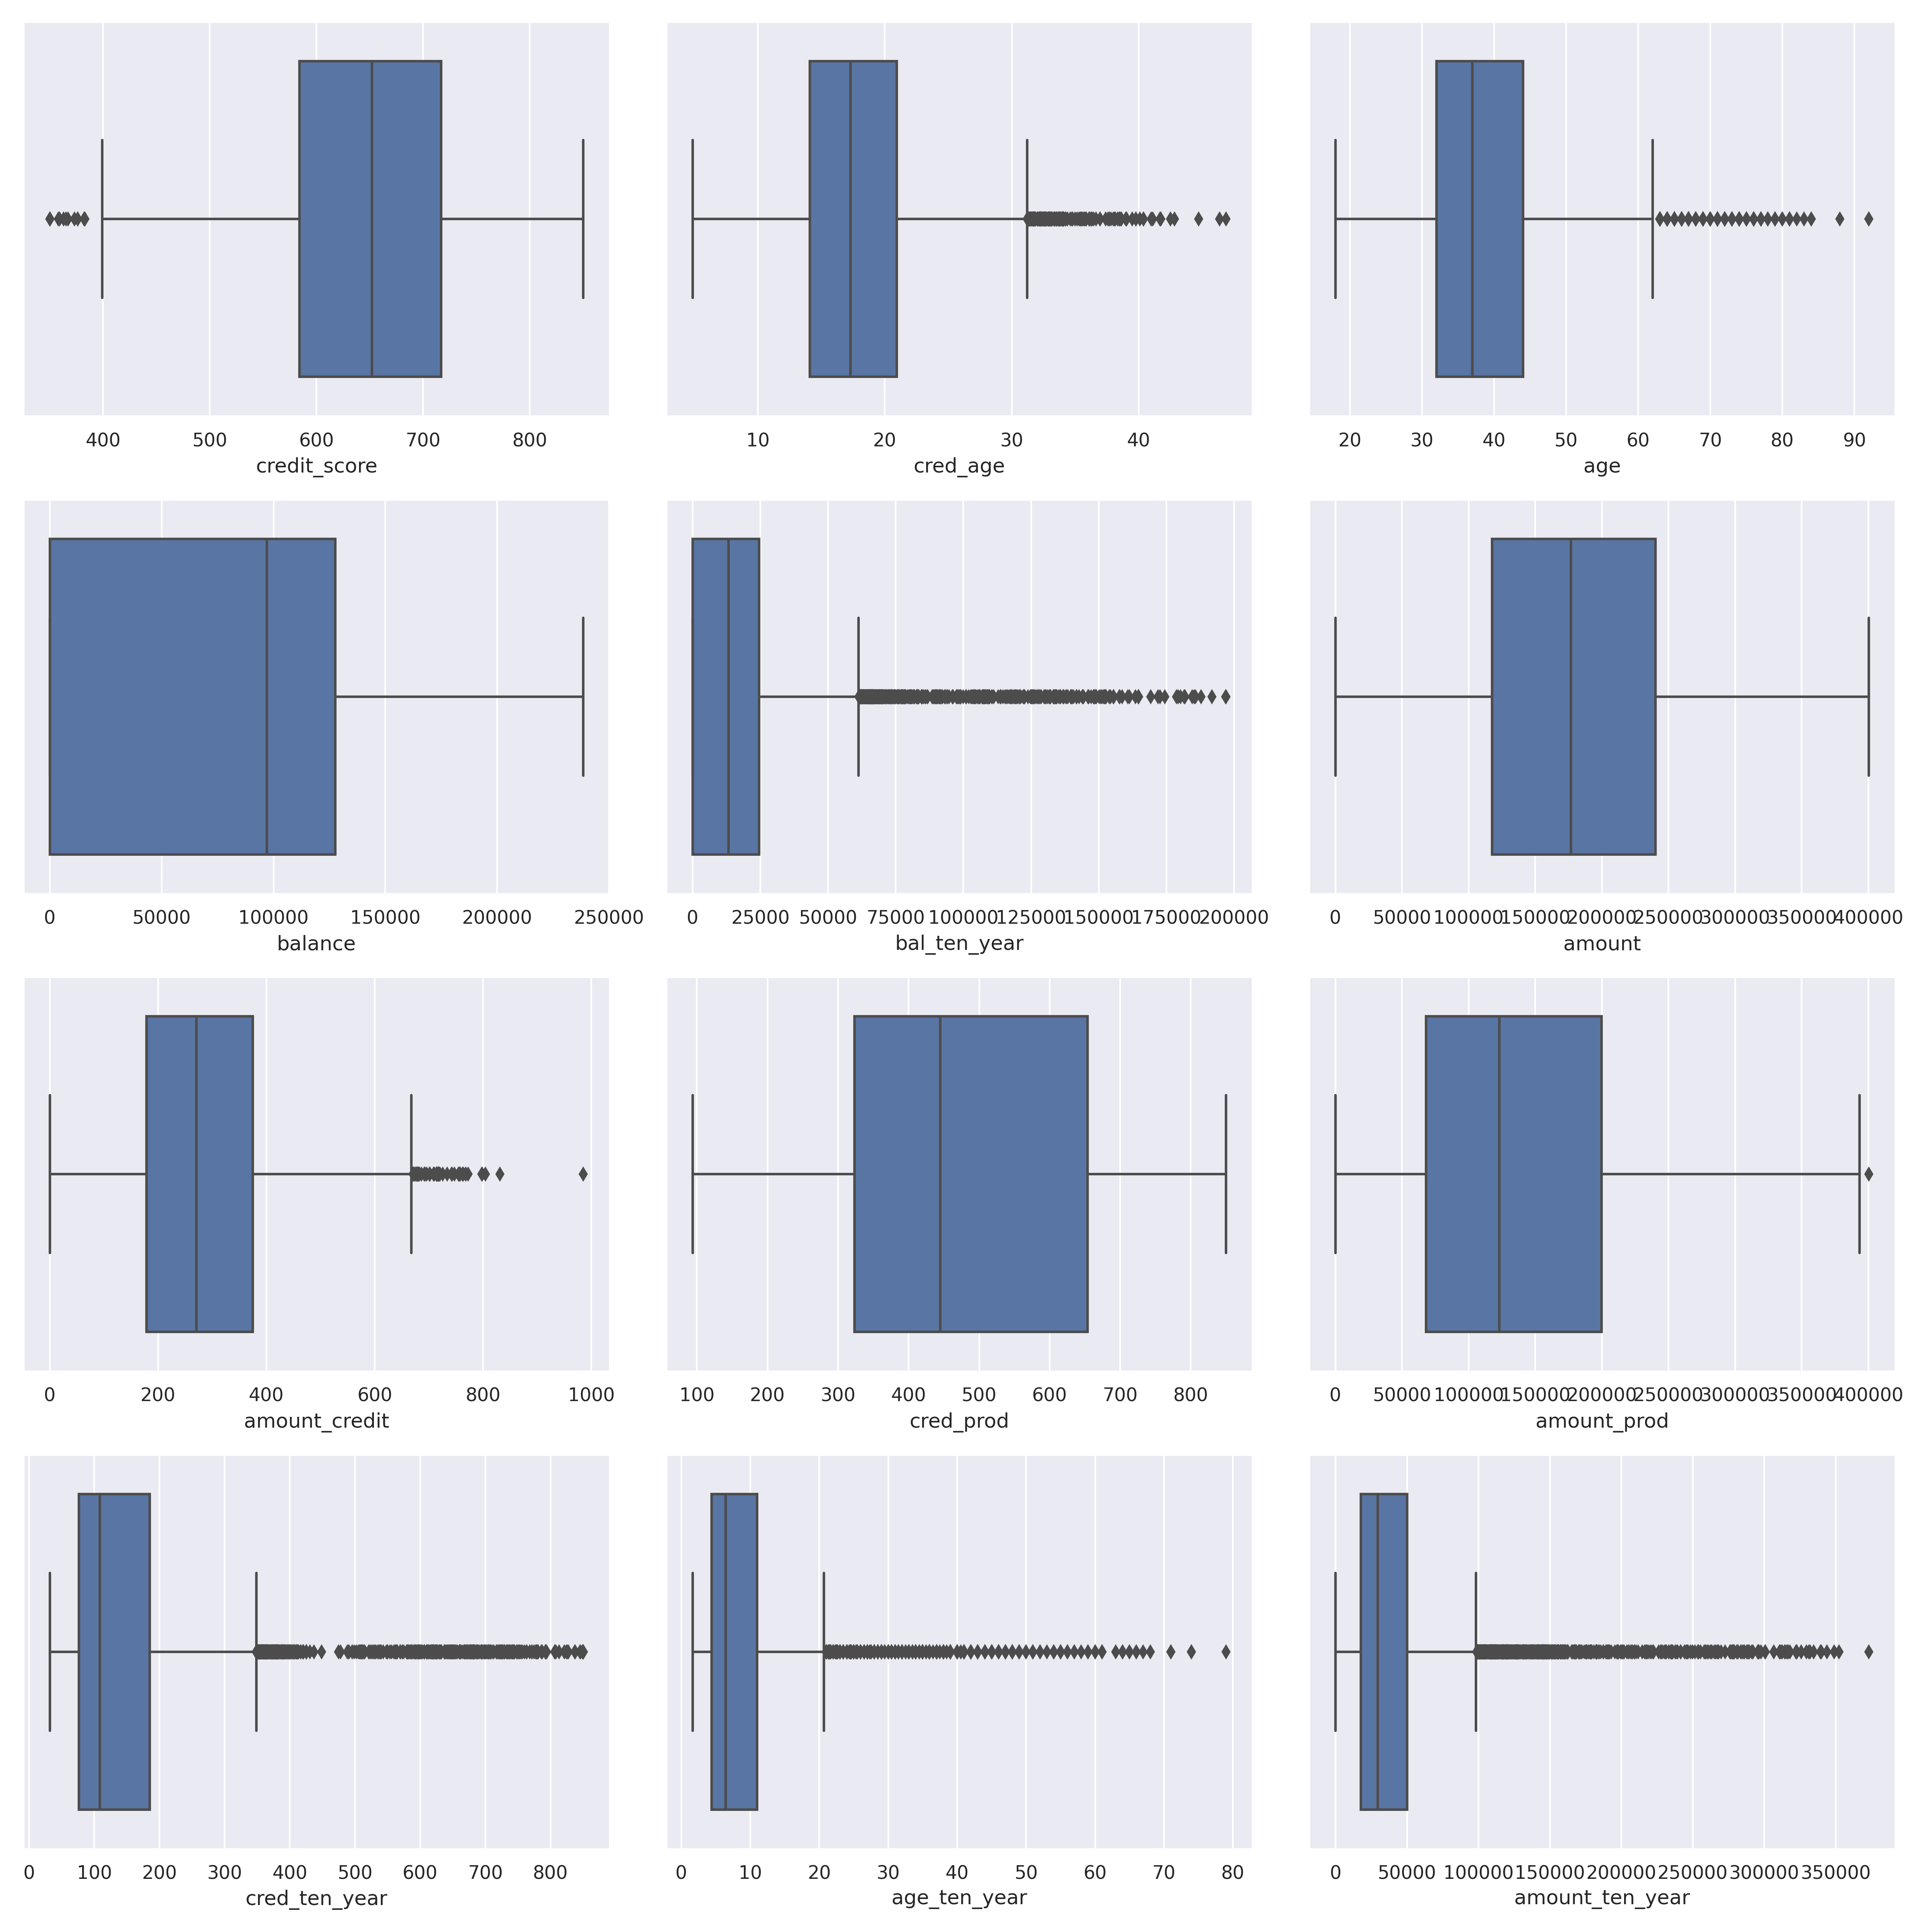 400 500 600 700 800
credit_score
10 20 30 40
cred_age
20 30 40 50 60 70 80 90
age
0 50000 100000 150000 200000 250000
balance
0 25000 50000 75000 100000 125000 150000 175000 200000
bal_ten_year
0 50000 100000 150000 200000 250000 300000 350000 400000
amount
0 200 400 600 800 1000
amount_credit
100 200 300 400 500 600 700 800
cred_prod
0 50000 100000 150000 200000 250000 300000 350000 400000
amount_prod
0 100 200 300 400 500 600 700 800
cred_ten_year
0 10 20 30 40 50 60 70 80
age_ten_year
0 50000 100000 150000 200000 250000 300000 350000
amount_ten_year